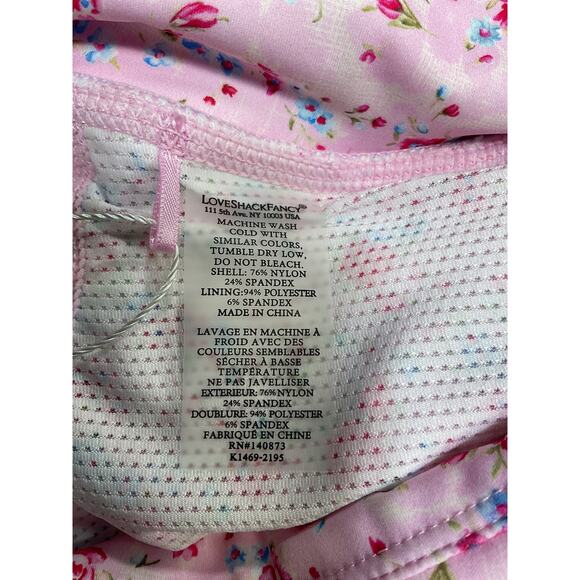 LOVESHACKFANCY®
111 5th Ave. NY 10003 USA
MACHINE WASH
COLD WITH
SIMILAR COLORS,
TUMBLE DRY LOW,
DO NOT BLEACH.
SHELL: 76% NYLON
24% SPANDEX
LINING:94% POLYESTER
6% SPANDEX
MADE IN CHINA
LAVAGE EN MACHINE À
FROID AVEC DES
COULEURS SEMBLABLES
SÉCHER À BASSE
TEMPÉRATURE
NE PAS JAVELLISER
EXTERIEUR: 76% NYLON
24% SPANDEX
DOUBLURE: 94% POLYESTER
6% SPANDEX
FABRIQUÉ EN CHINE
RN#140873
K1469-2195